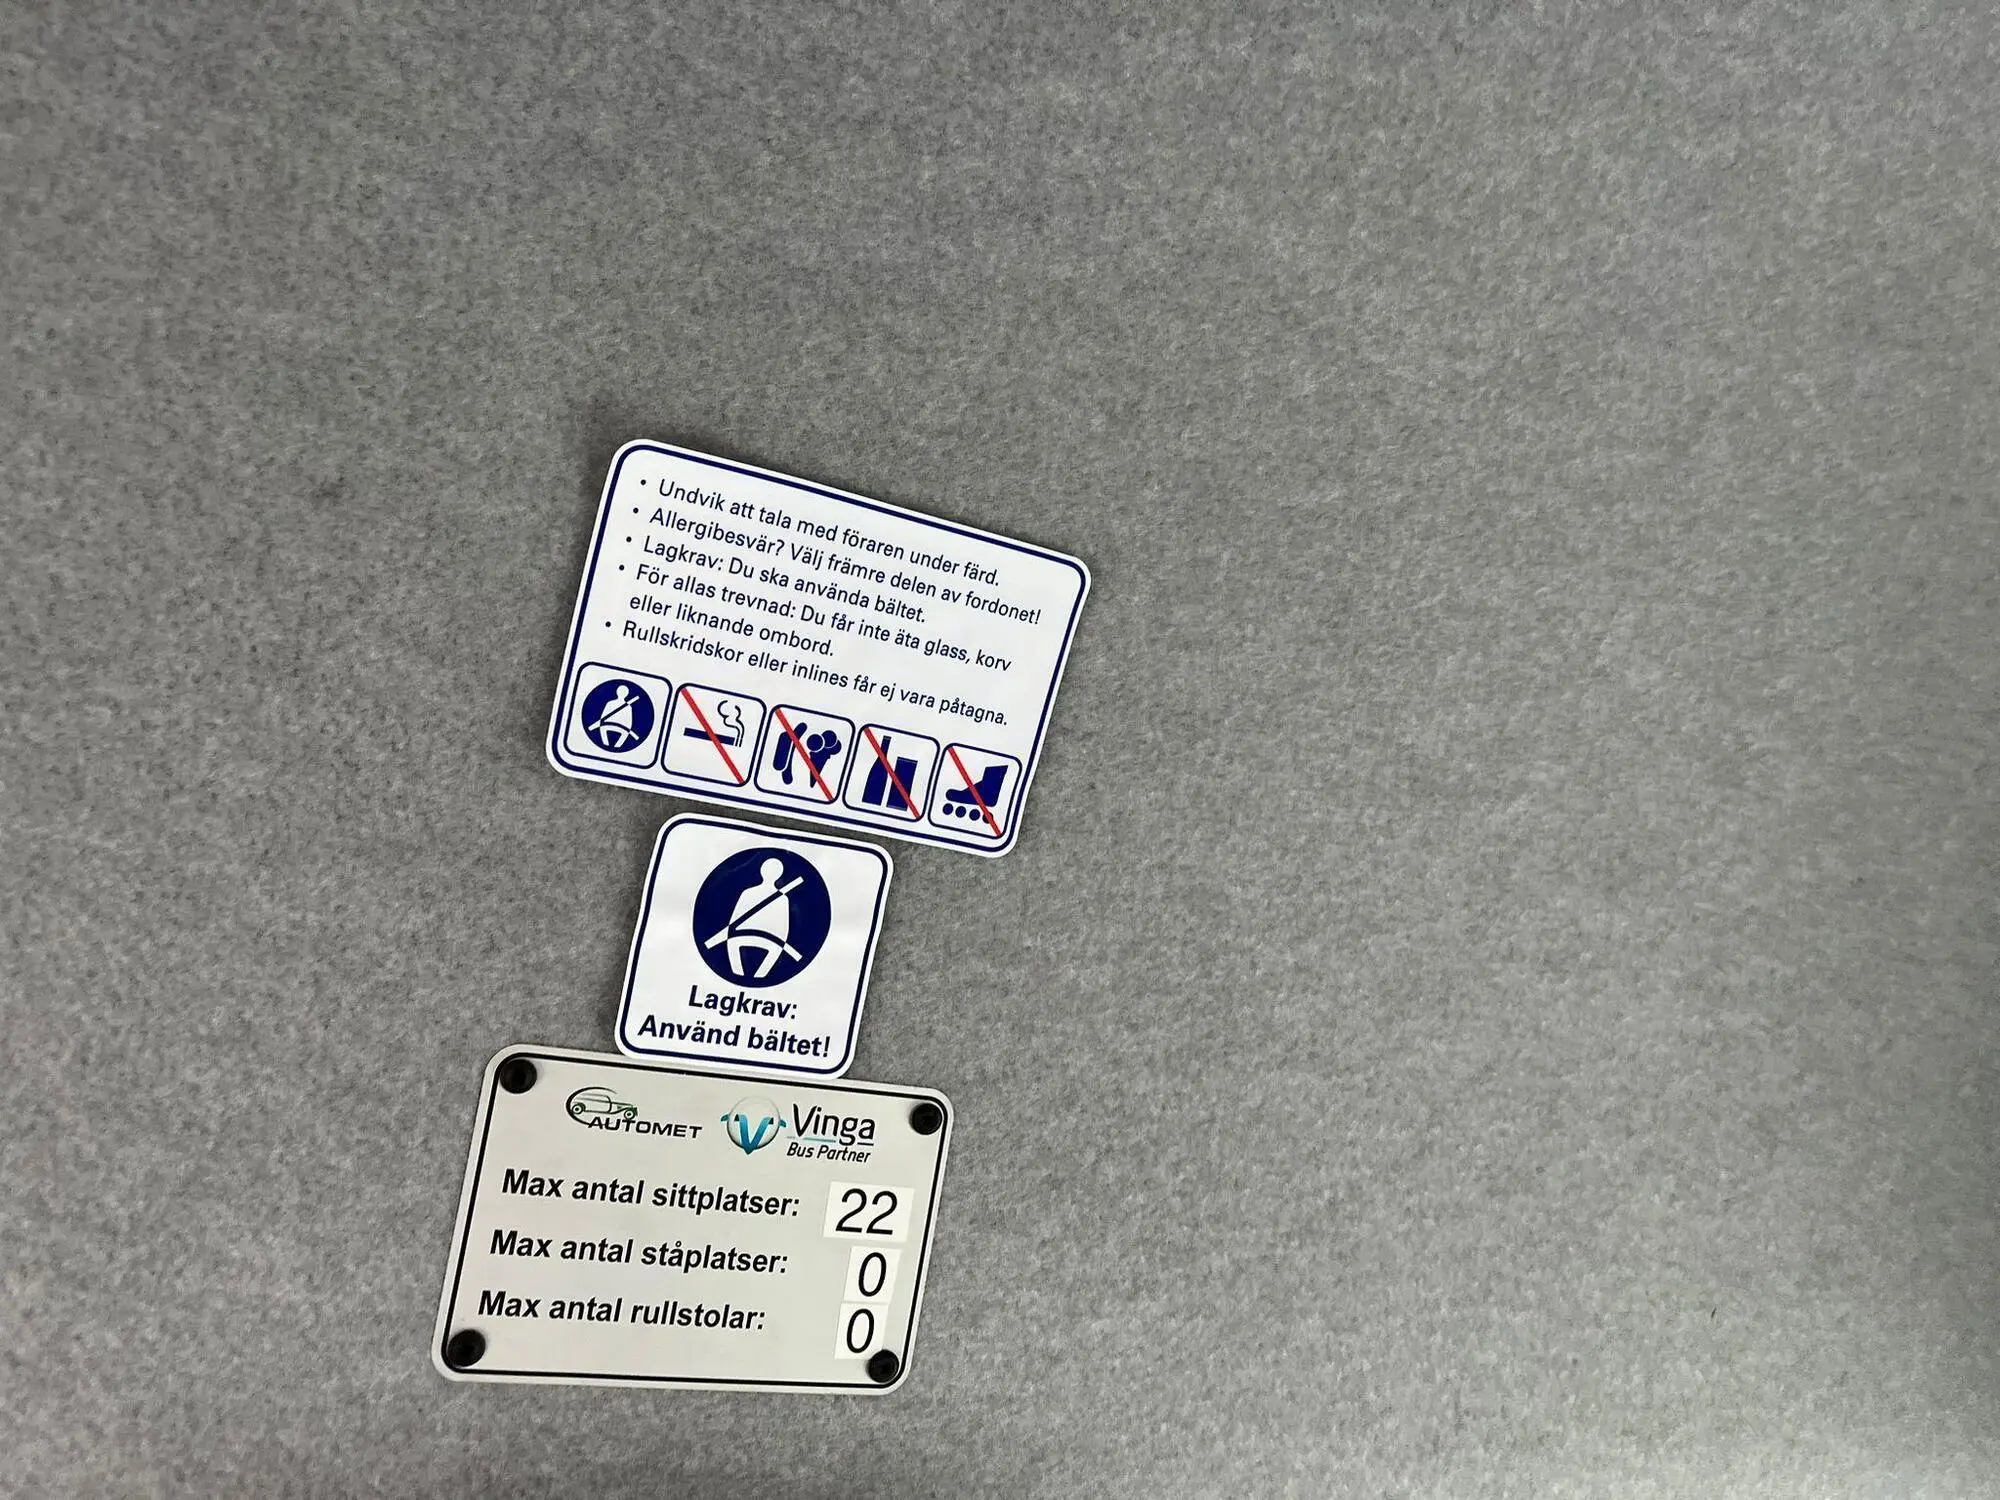 • Undvik att tala med föraren under färd.
• Allergibesvär? Välj främre delen av fordonet!
• Lagkrav: Du ska använda bältet.
• För allas trevnad: Du får inte äta glass, korv
eller liknande ombord.
• Rullskridskor eller inlines får ej vara påtagna.
Lagkrav:
Använd bältet!
AUTOMET
Vinga
Bus Partner
Max antal sittplatser: 22
Max antal ståplatser: 0
Max antal rullstolar: 0